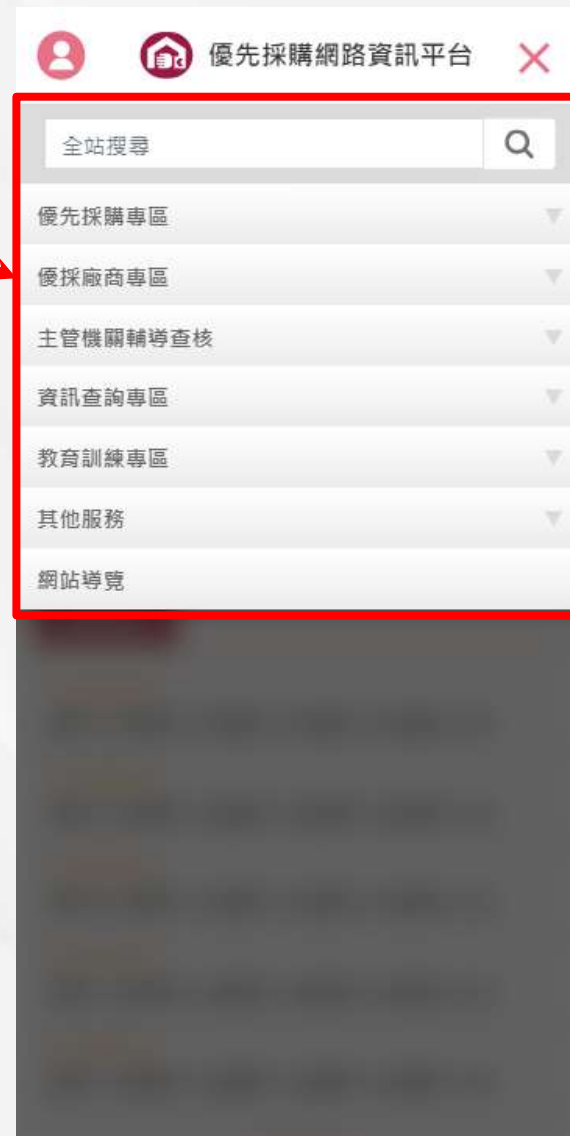 優先採購網路資訊平台
全站搜尋
優先採購專區
優採廠商專區
主管機關輔導查核
資訊查詢專區
教育訓練專區
其他服務
網站導覽